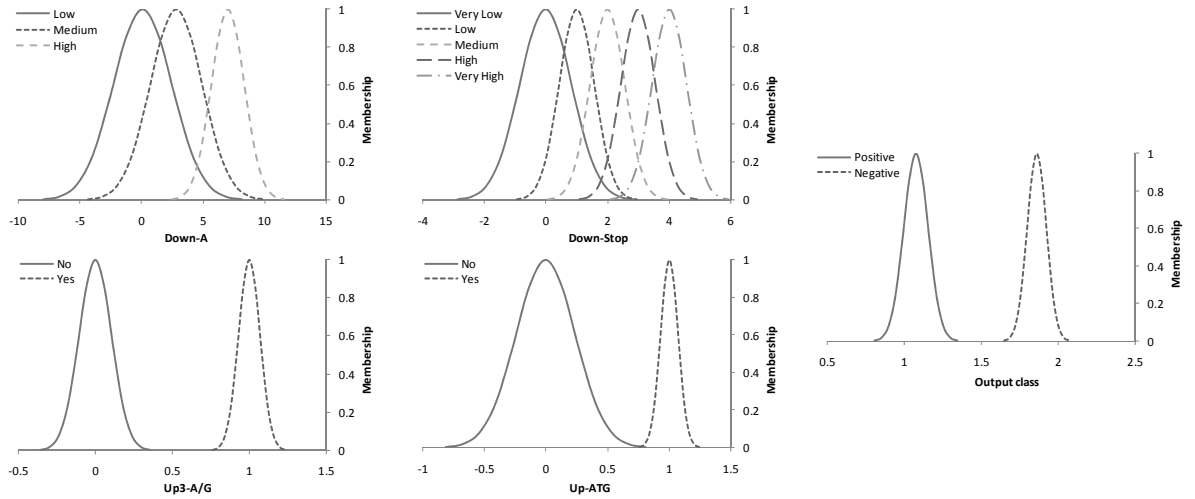 Low
Medium
High
1
0.8
0.6
0.4
0.2
0
Membership
-10 -5 0 5 10 15
Down-A
Very Low
Low
Medium
High
Very High
1
0.8
0.6
0.4
0.2
0
Membership
-4 -2 0 2 4 6
Down-Stop
Positive
Negative
1
0.8
0.6
0.4
0.2
0
Membership
0.5 1 1.5 2 2.5
Output class
No
Yes
1
0.8
0.6
0.4
0.2
0
Membership
-0.5 0 0.5 1 1.5
Up3-A/G
No
Yes
1
0.8
0.6
0.4
0.2
0
Membership
-1 -0.5 0 0.5 1 1.5
Up-ATG